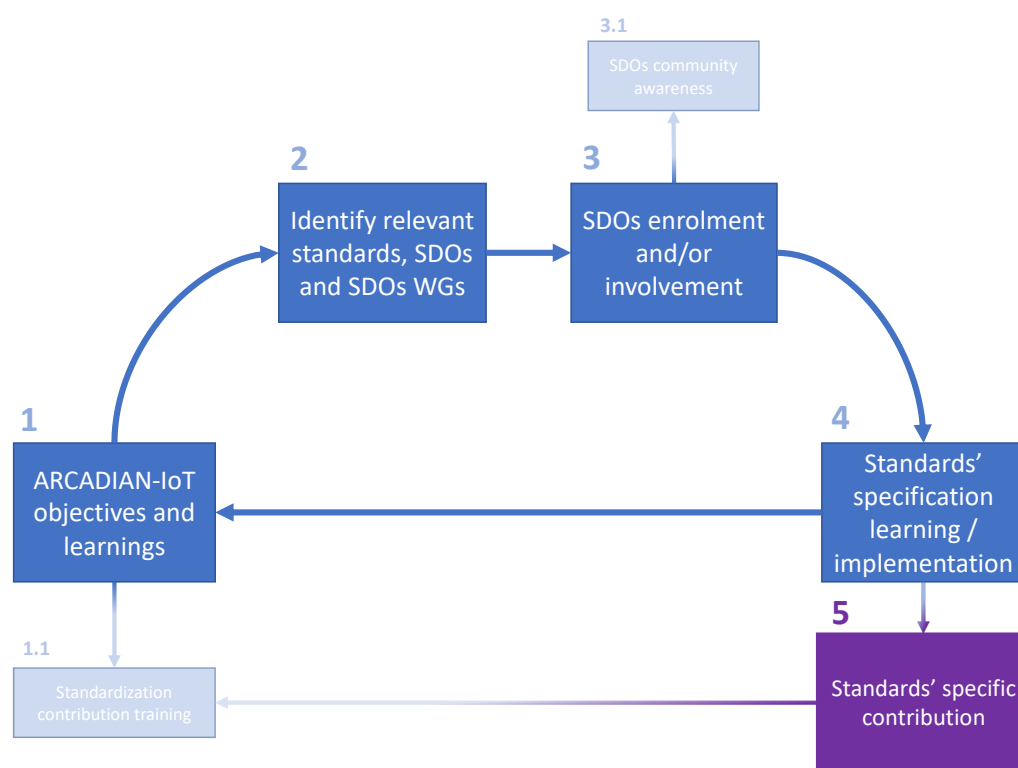 3.1
SDOs community
awareness
2
Identify relevant
standards, SDOs
and SDOs WGs
3
SDOs enrolment
and/or
involvement
1
ARCADIAN-IoT
objectives and
learnings
4
Standards'
specification
learning /
implementation
1.1
Standardization
contribution training
5
Standards' specific
contribution